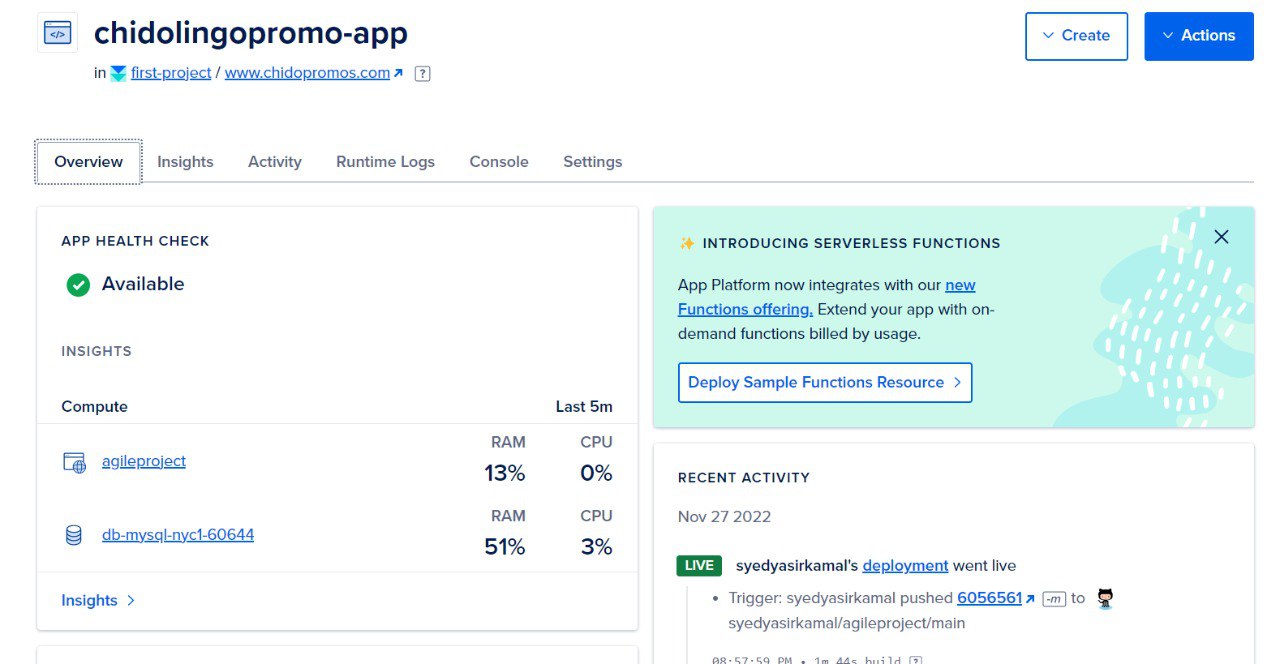 </>
chidolingopromo-app
Create
Actions
in first-project / www.chidopromos.com ?
Overview
Insights
Activity
Runtime Logs
Console
Settings
APP HEALTH CHECK
Available
INSIGHTS
Compute Last 5m
RAM CPU
agileproject 13% 0%
RAM CPU
db-mysql-nyc1-60644 51% 3%
Insights >
✨ INTRODUCING SERVERLESS FUNCTIONS
App Platform now integrates with our new
Functions offering. Extend your app with on-
demand functions billed by usage.
Deploy Sample Functions Resource >
RECENT ACTIVITY
Nov 27 2022
LIVE syedyasirkamal's deployment went live
• Trigger: syedyasirkamal pushed 6056561 -m to
syedyasirkamal/agileproject/main
08:57:59 PM • 1m 44s build ?